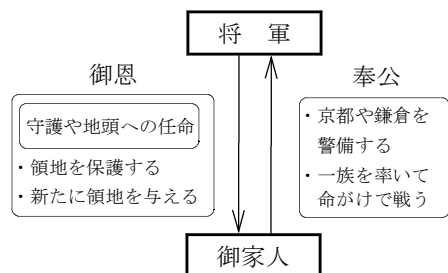 将　軍
御恩
守護や地頭への任命
・領地を保護する
・新たに領地を与える
奉公
・京都や鎌倉を
警備する
・一族を率いて
命がけで戦う
御家人